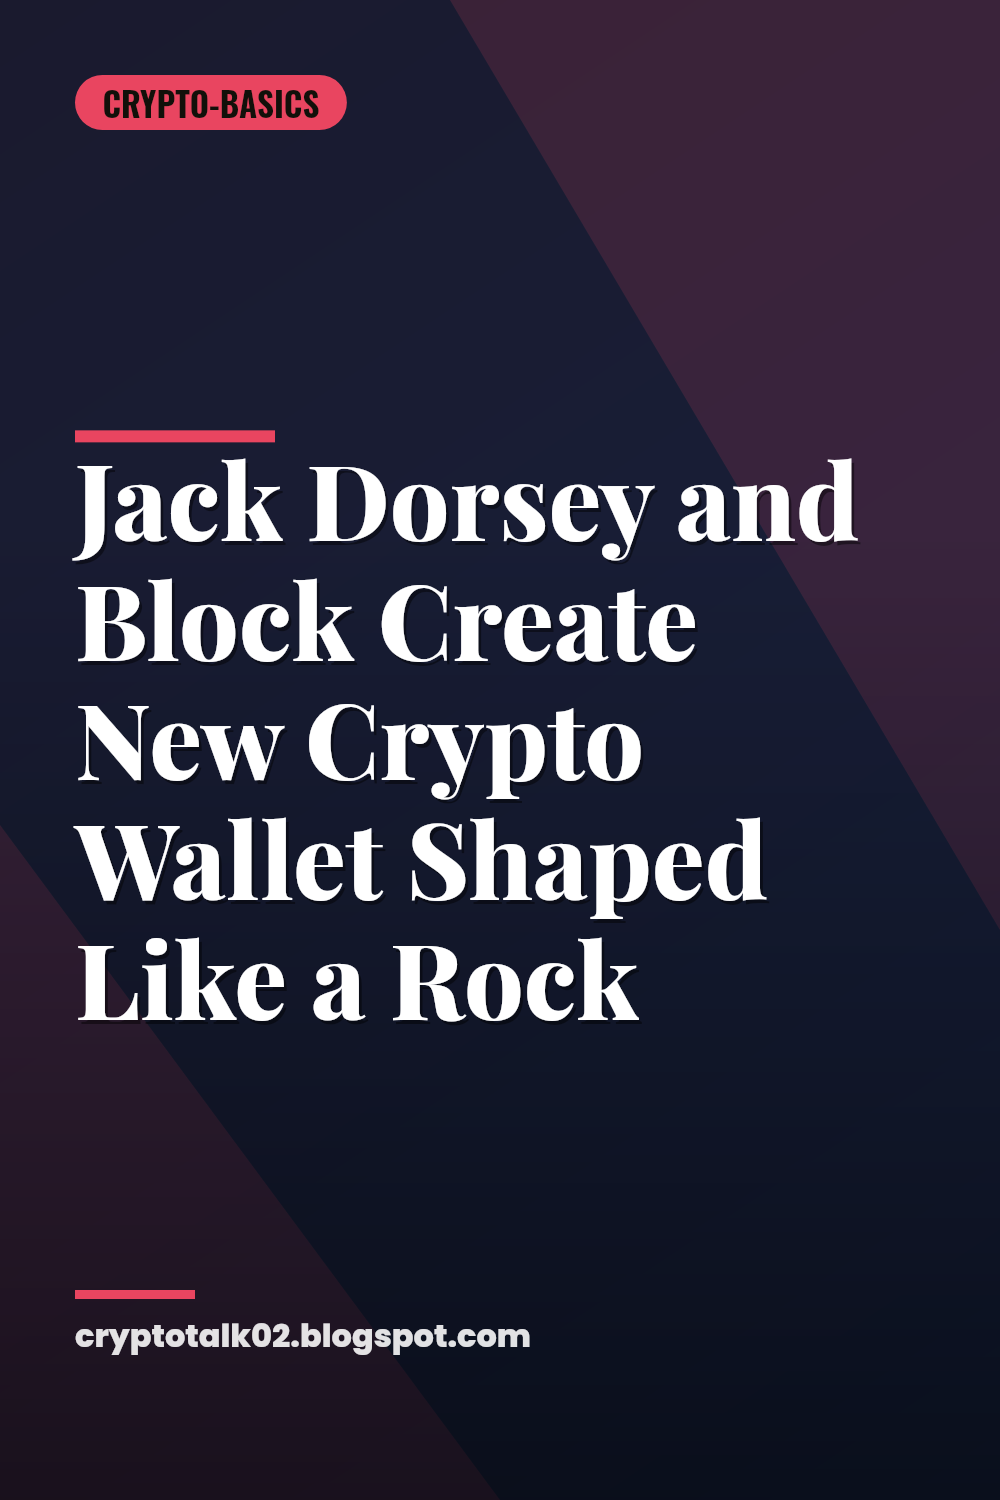 CRYPTO-BASICS
Jack Dorsey and
Block Create
New Crypto
Wallet Shaped
Like a Rock
cryptotalk02.blogspot.com